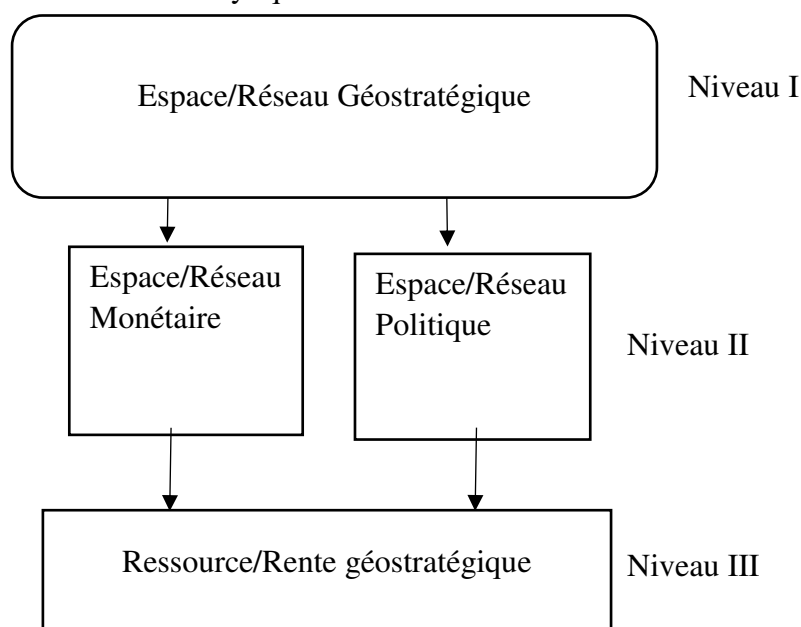 Espace/Réseau Géostratégique
Niveau I
Espace/Réseau
Monétaire
Espace/Réseau
Politique
Niveau II
Ressource/Rente géostratégique
Niveau III